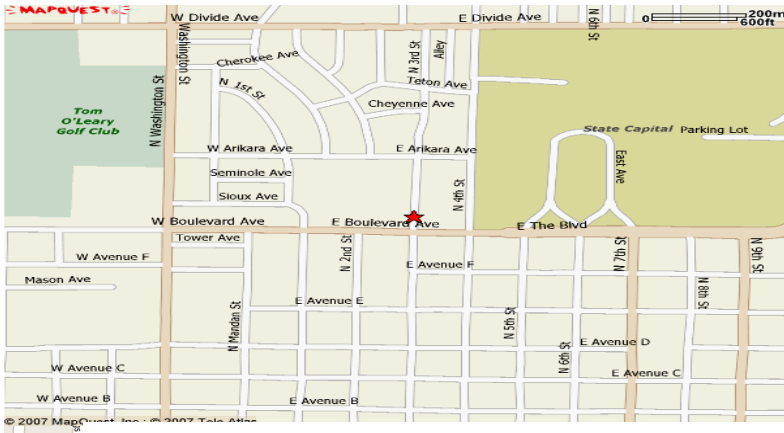 MAPQUEST
W Divide Ave
E Divide Ave
0 200m
600ft
Washington St
N 3rd St
Alley
N 6th St
Cherokee Ave
N Washington St
N 1st St
Teton Ave
Cheyenne Ave
Tom
O'Leary
Golf Club
State Capital Parking Lot
W Arikara Ave
E Arikara Ave
East Ave
Seminole Ave
N 4th St
Sioux Ave
W Boulevard Ave
E Boulevard Ave
E The Blvd
Tower Ave
N 2nd St
N 7th St
N 9th St
W Avenue F
E Avenue F
Mason Ave
N 8th St
E Avenue E
N Mandan St
N 5th St
N 6th St
E Avenue D
W Avenue C
E Avenue C
W Avenue B
E Avenue B
© 2007 MapQuest, Inc.; © 2007 Tele Atlas